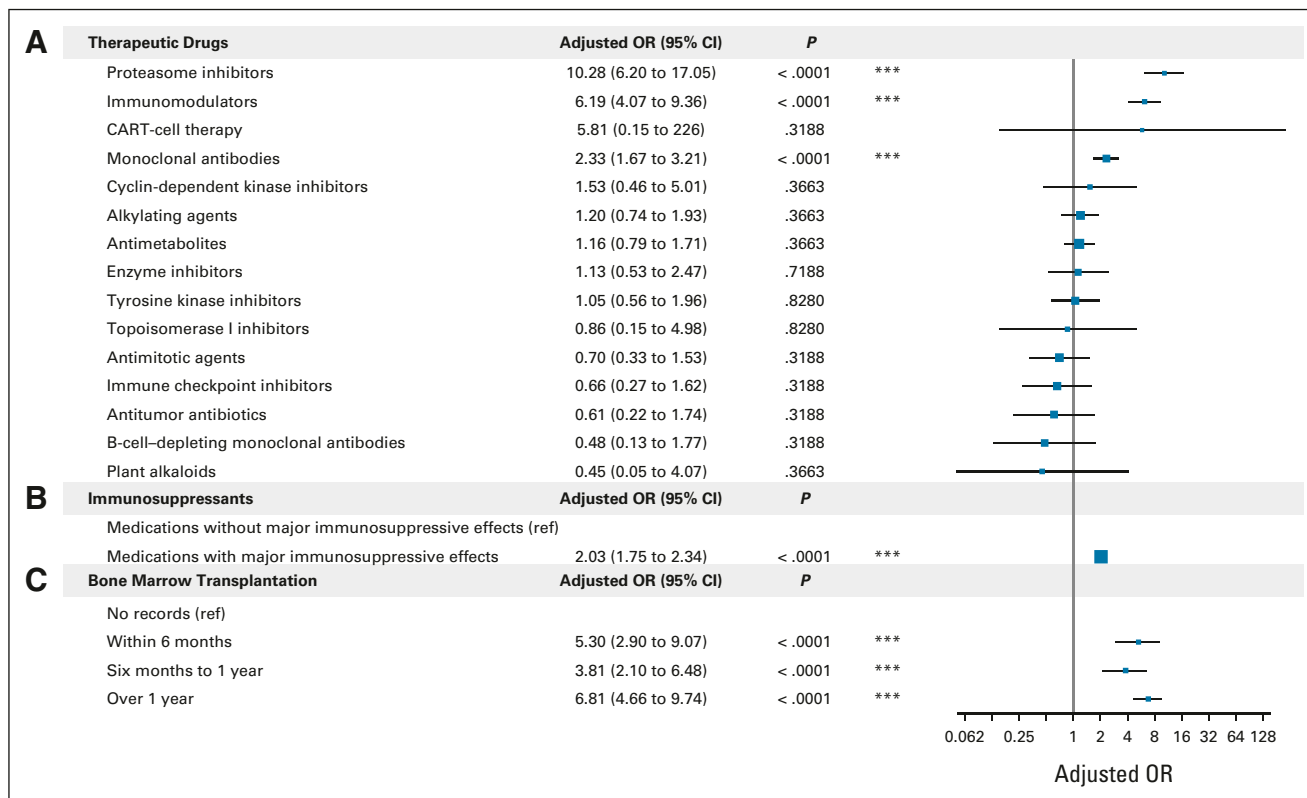 A Therapeutic Drugs Adjusted OR (95% CI) P
Proteasome inhibitors 10.28 (6.20 to 17.05) < .0001 ***
Immunomodulators 6.19 (4.07 to 9.36) < .0001 ***
CART-cell therapy 5.81 (0.15 to 226) .3188
Monoclonal antibodies 2.33 (1.67 to 3.21) < .0001 ***
Cyclin-dependent kinase inhibitors 1.53 (0.46 to 5.01) .3663
Alkylating agents 1.20 (0.74 to 1.93) .3663
Antimetabolites 1.16 (0.79 to 1.71) .3663
Enzyme inhibitors 1.13 (0.53 to 2.47) .7188
Tyrosine kinase inhibitors 1.05 (0.56 to 1.96) .8280
Topoisomerase I inhibitors 0.86 (0.15 to 4.98) .8280
Antimitotic agents 0.70 (0.33 to 1.53) .3188
Immune checkpoint inhibitors 0.66 (0.27 to 1.62) .3188
Antitumor antibiotics 0.61 (0.22 to 1.74) .3188
B-cell–depleting monoclonal antibodies 0.48 (0.13 to 1.77) .3188
Plant alkaloids 0.45 (0.05 to 4.07) .3663
B Immunosuppressants Adjusted OR (95% CI) P
Medications without major immunosuppressive effects (ref)
Medications with major immunosuppressive effects 2.03 (1.75 to 2.34) < .0001 ***
C Bone Marrow Transplantation Adjusted OR (95% CI) P
No records (ref)
Within 6 months 5.30 (2.90 to 9.07) < .0001 ***
Six months to 1 year 3.81 (2.10 to 6.48) < .0001 ***
Over 1 year 6.81 (4.66 to 9.74) < .0001 ***
0.062 0.25 1 2 4 8 16 32 64 128
Adjusted OR